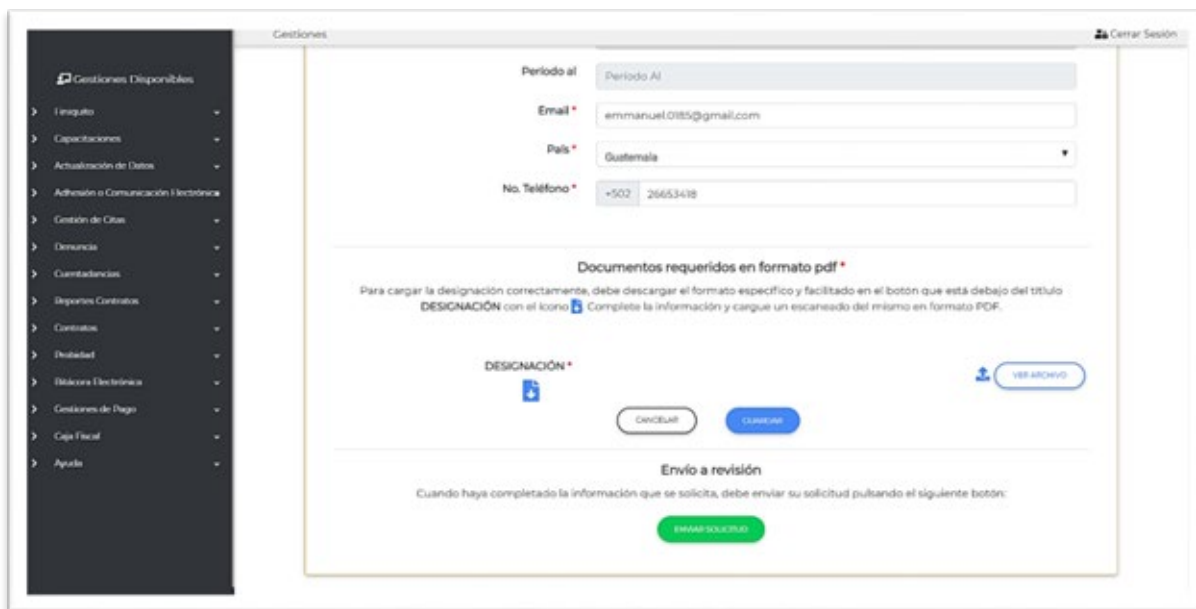 Gestiones
Cerrar Sesión
Gestiones Disponibles
Finiquito
Capacitaciones
Actualización de Datos
Adhesión o Comunicación Electrónica
Gestión de Citas
Denuncia
Cuentadancias
Reportes Contratos
Contratos
Probidad
Bitácora Electrónica
Gestiones de Pago
Caja Fiscal
Ayuda
Período al
Periodo Al
Email *
emmanuel.0185@gmail.com
País *
Guatemala
No. Teléfono *
+502 26653418
Documentos requeridos en formato pdf *
Para cargar la designación correctamente, debe descargar el formato específico y facilitado en el botón que está debajo del título
DESIGNACIÓN con el icono Complete la información y cargue un escaneado del mismo en formato PDF.
DESIGNACIÓN *
VER ARCHIVO
CANCELAR
GUARDAR
Envío a revisión
Cuando haya completado la información que se solicita, debe enviar su solicitud pulsando el siguiente botón:
ENVIAR SOLICITUD